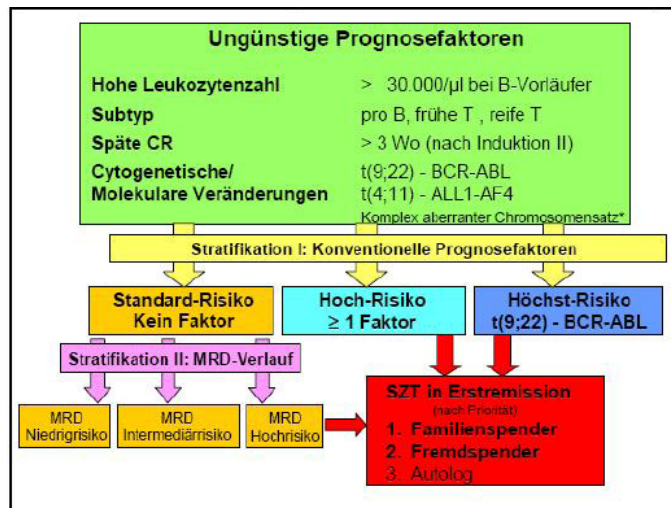 Ungünstige Prognosefaktoren
Hohe Leukozytenzahl > 30.000/µl bei B-Vorläufer
Subtyp pro B, frühe T , reife T
Späte CR > 3 Wo (nach Induktion II)
Cytogenetische/ t(9;22) - BCR-ABL
Molekulare Veränderungen t(4;11) - ALL1-AF4
Komplex aberranter Chromosomensatz*
Stratifikation I: Konventionelle Prognosefaktoren
Standard-Risiko
Kein Faktor
Hoch-Risiko
≥ 1 Faktor
Höchst-Risiko
t(9;22) - BCR-ABL
Stratifikation II: MRD-Verlauf
MRD
Niedrigrisiko
MRD
Intermediärrisiko
MRD
Hochrisiko
SZT in Erstremission
(nach Priorität)
1. Familienspender
2. Fremdspender
3. Autolog